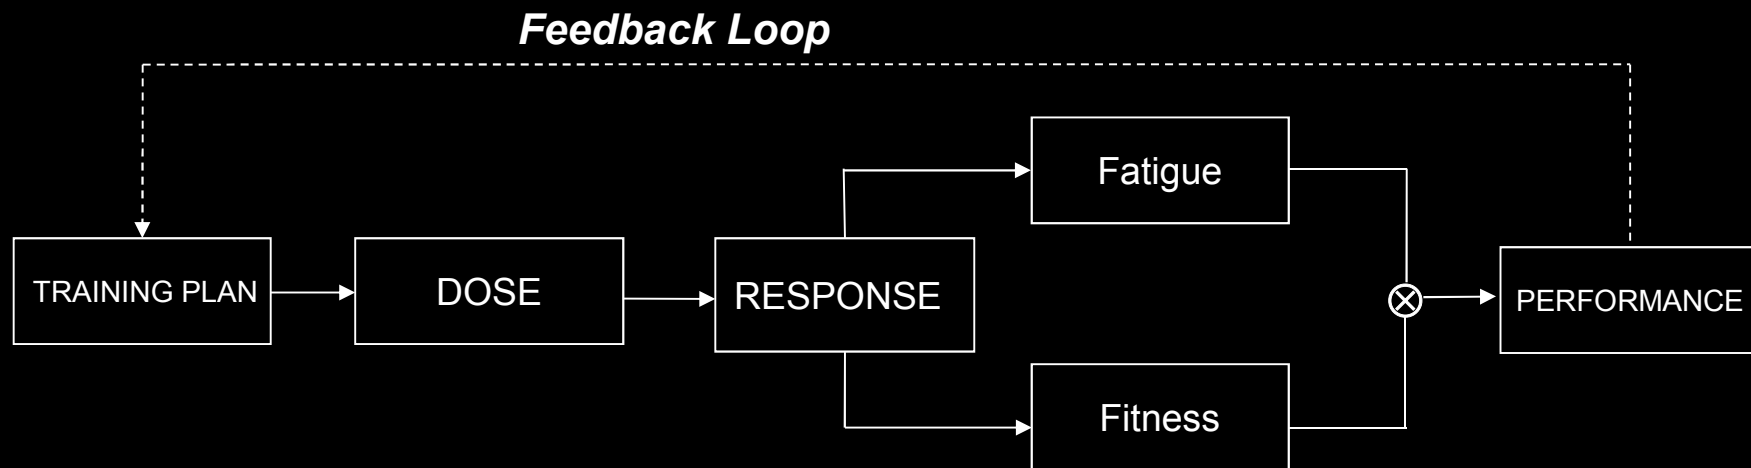 Feedback Loop
Fatigue
TRAINING PLAN
DOSE
RESPONSE
PERFORMANCE
Fitness